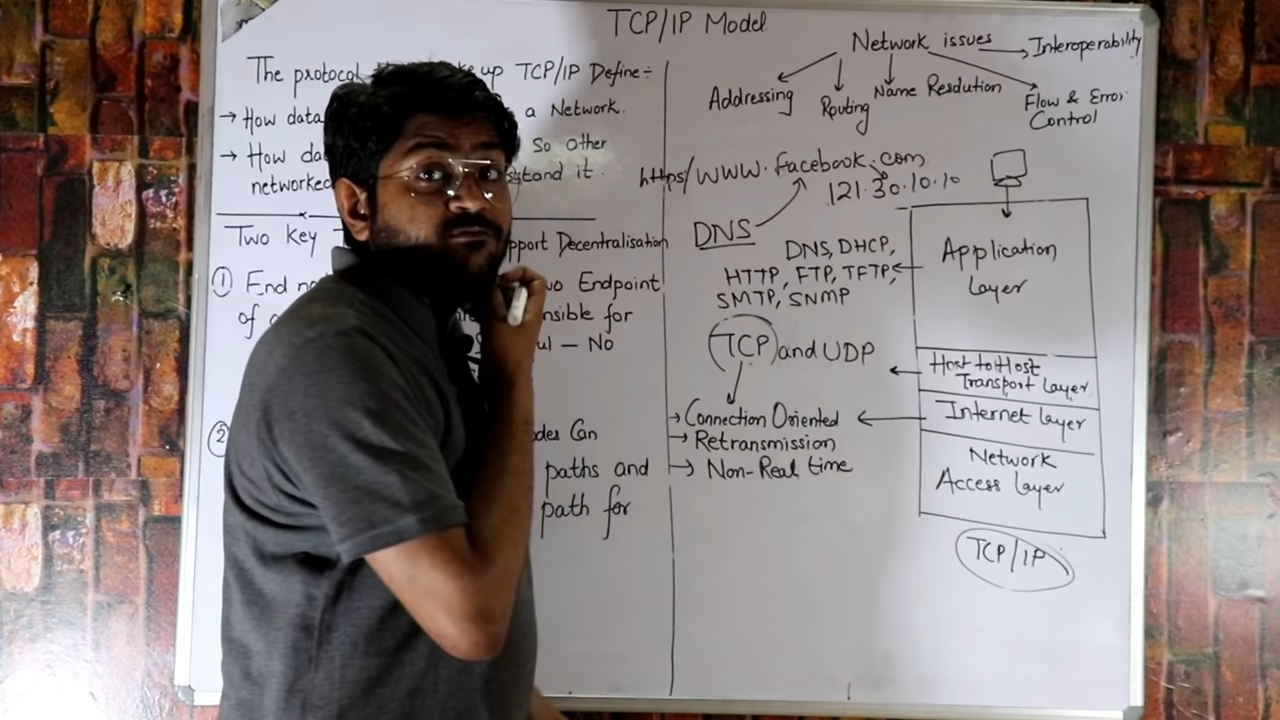 TCP/IP Model
The protocol up TCP/IP Define:-
→ How data a Network.
→ How da So Other
networked stand it.
Two Key pport Decentralisation
① End no wo Endpoint
of nsible for
ul — No
②
odes Can
paths and
path for
Network issues → Interoperability
Addressing
Routing
Name Resolution
Flow & Error
Control
https/www.facebook.com
121.30.10.10
DNS
DNS, DHCP,
HTTP, FTP, TFTP,
SMTP, SNMP
TCP and UDP
→ Connection Oriented
→ Retransmission
→ Non-Real time
Application
Layer
Host to Host
Transport Layer
Internet Layer
Network
Access Layer
TCP/IP